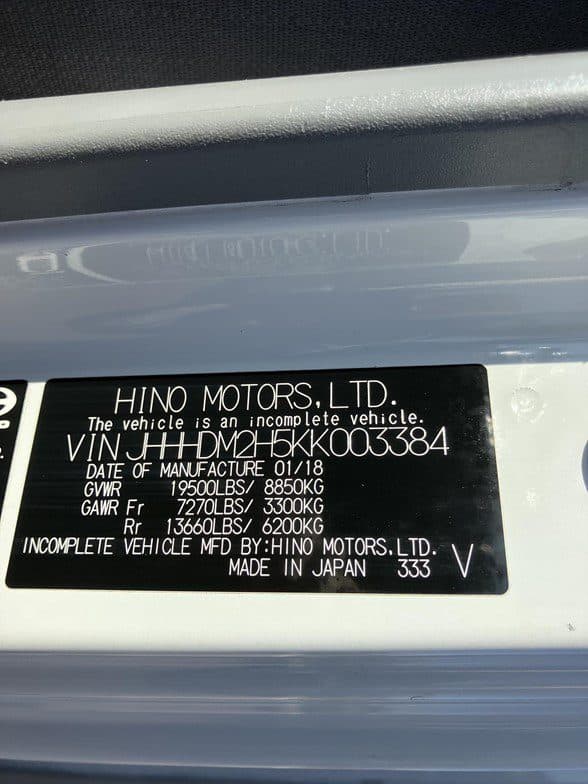 HINO MOTORS,LTD.
The vehicle is an incomplete vehicle.
VIN JHHHDM2H5KK003384
DATE OF MANUFACTURE 01/18
GVWR 19500LBS/ 8850KG
GAWR Fr 7270LBS/ 3300KG
Rr 13660LBS/ 6200KG
INCOMPLETE VEHICLE MFD BY:HINO MOTORS,LTD.
MADE IN JAPAN 333 V